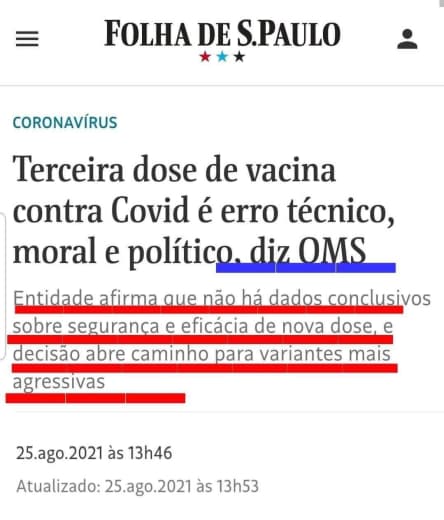 FOLHA DE S.PAULO
CORONAVÍRUS
Terceira dose de vacina
contra Covid é erro técnico,
moral e político, diz OMS
Entidade afirma que não há dados conclusivos
sobre segurança e eficácia de nova dose, e
decisão abre caminho para variantes mais
agressivas
25.ago.2021 às 13h46
Atualizado: 25.ago.2021 às 13h53